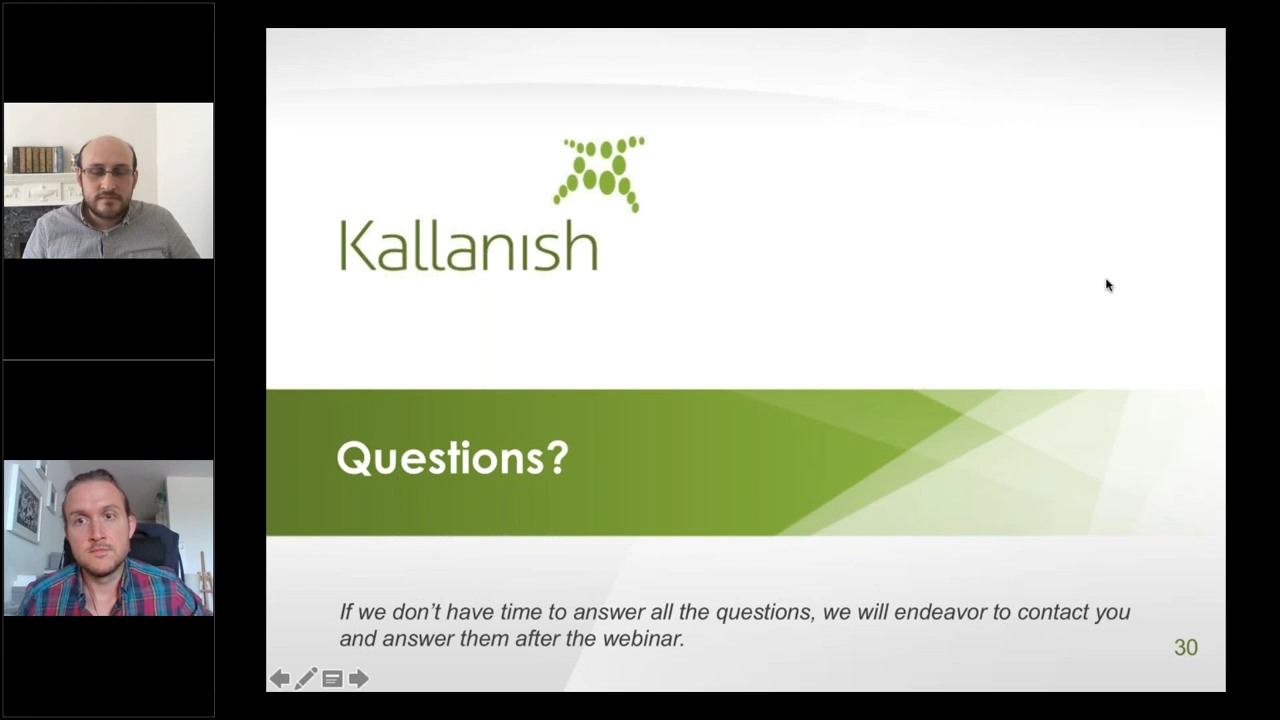 Kallanish
Questions?
If we don’t have time to answer all the questions, we will endeavor to contact you
and answer them after the webinar.
30